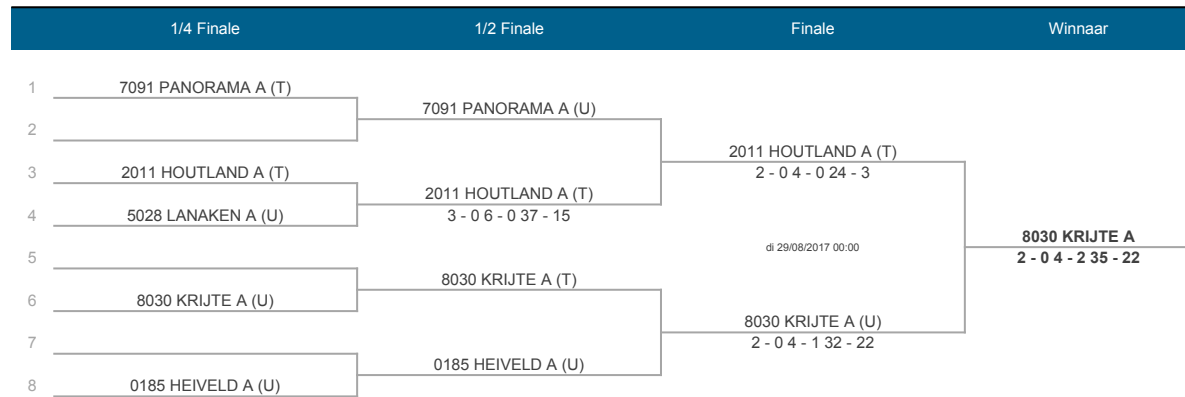 1/4 Finale
1/2 Finale
Finale
Winnaar
1
7091 PANORAMA A (T)
7091 PANORAMA A (U)
2
2011 HOUTLAND A (T)
2 - 0 4 - 0 24 - 3
3
2011 HOUTLAND A (T)
2011 HOUTLAND A (T)
3 - 0 6 - 0 37 - 15
4
5028 LANAKEN A (U)
8030 KRIJTE A
2 - 0 4 - 2 35 - 22
di 29/08/2017 00:00
5
8030 KRIJTE A (T)
6
8030 KRIJTE A (U)
8030 KRIJTE A (U)
2 - 0 4 - 1 32 - 22
7
0185 HEIVELD A (U)
8
0185 HEIVELD A (U)